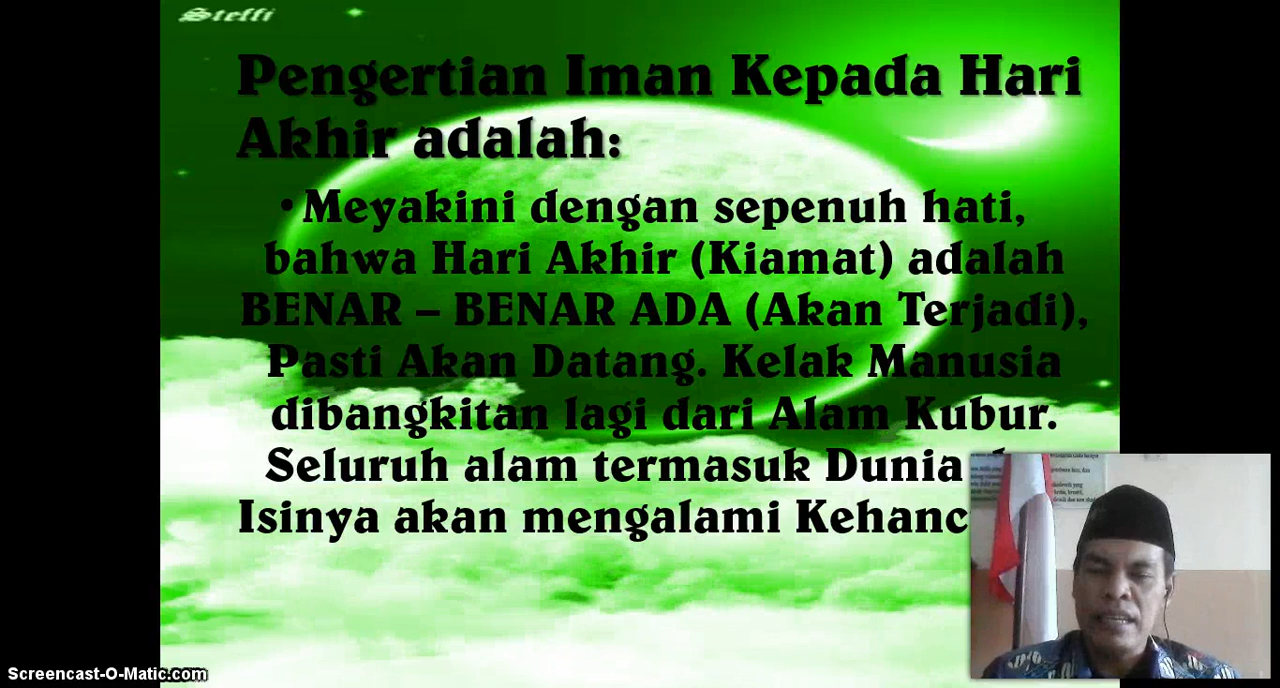 Steffi
Pengertian Iman Kepada Hari
Akhir adalah:
• Meyakini dengan sepenuh hati,
bahwa Hari Akhir (Kiamat) adalah
BENAR – BENAR ADA (Akan Terjadi),
Pasti Akan Datang. Kelak Manusia
dibangkitan lagi dari Alam Kubur.
Seluruh alam termasuk Dunia
Isinya akan mengalami Kehanc
Screencast-O-Matic.com